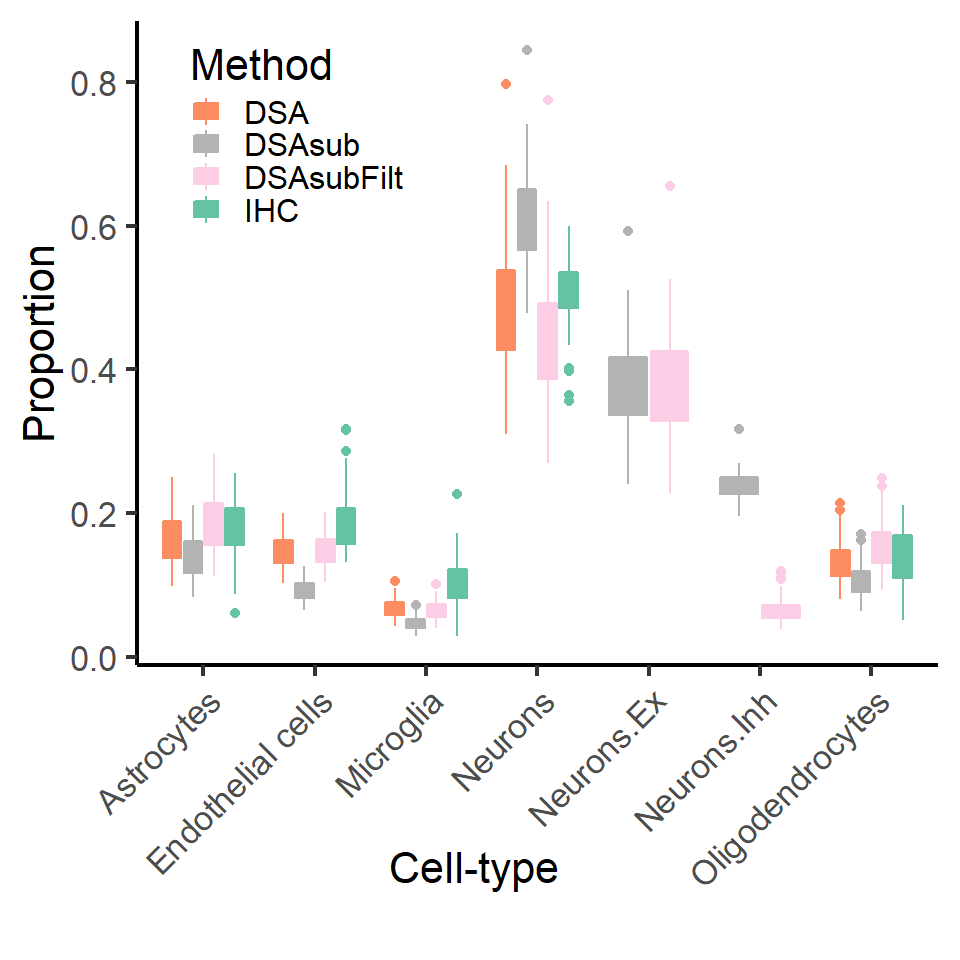 Method
DSA
DSAsub
DSAsubFilt
IHC
Proportion
0.8
0.6
0.4
0.2
0.0
Astrocytes
Endothelial cells
Microglia
Neurons
Neurons.Ex
Neurons.Inh
Oligodendrocytes
Cell-type